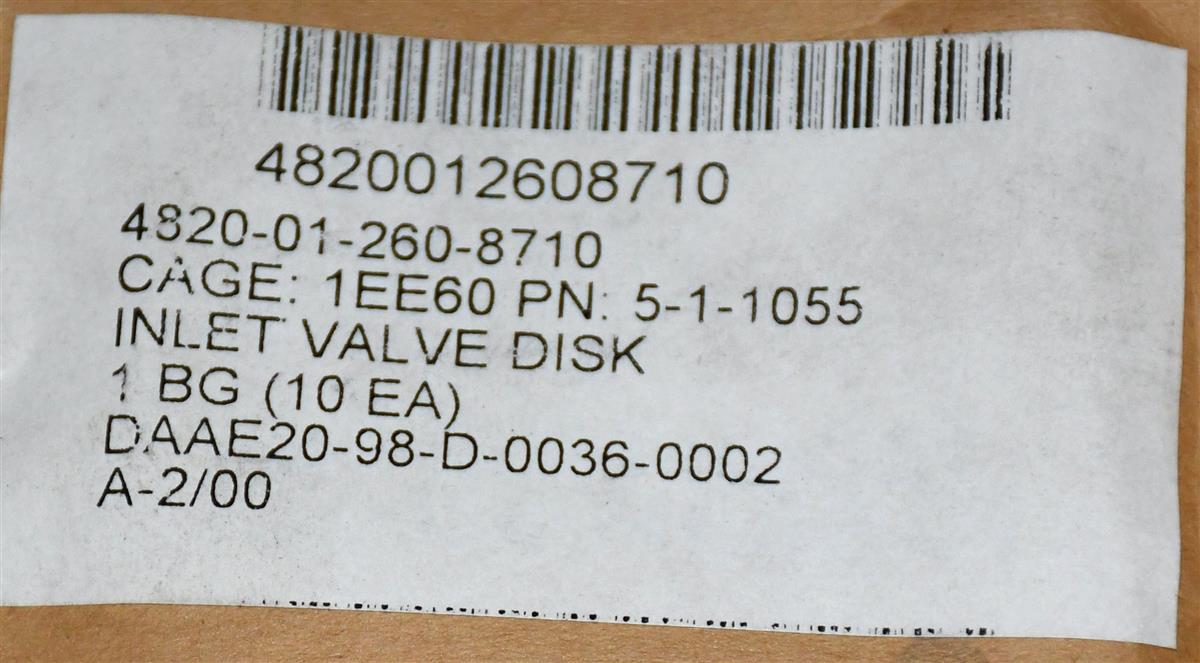 4820012608710
4820-01-260-8710
CAGE: 1EE60 PN: 5-1-1055
INLET VALVE DISK
1 BG (10 EA)
DAAE20-98-D-0036-0002
A-2/00